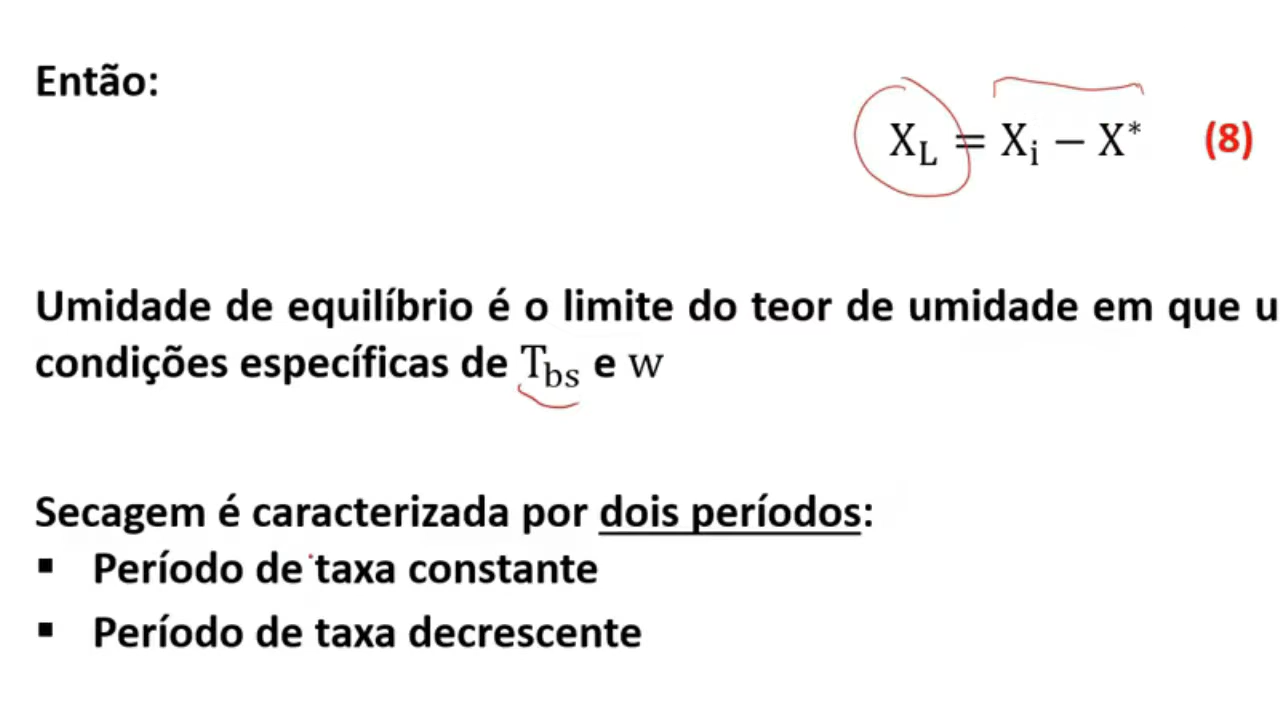 Então:
X_L = X_i − X* (8)
Umidade de equilíbrio é o limite do teor de umidade em que
condições específicas de T_bs e w
Secagem é caracterizada por dois períodos:
▪ Período de taxa constante
▪ Período de taxa decrescente